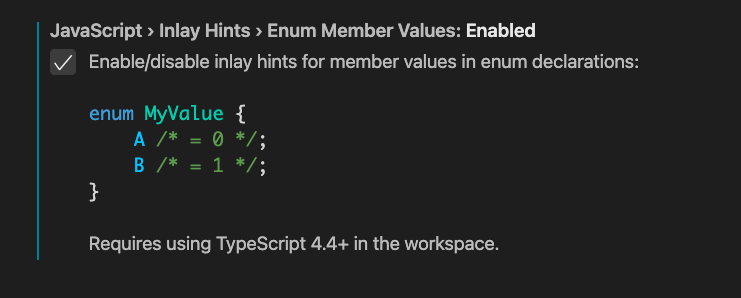 JavaScript › Inlay Hints › Enum Member Values: Enabled
Enable/disable inlay hints for member values in enum declarations:
enum MyValue {
    A /* = 0 */;
    B /* = 1 */;
}
Requires using TypeScript 4.4+ in the workspace.